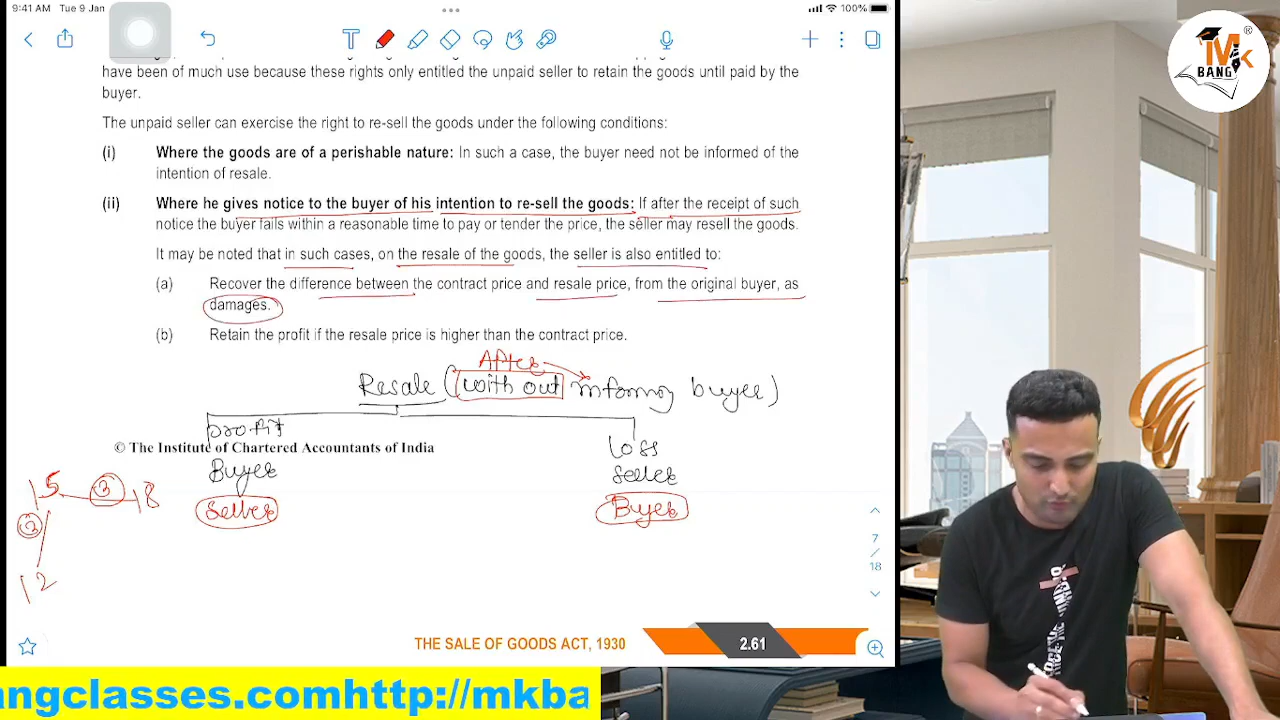 9:41 AM Tue 9 Jan
100%
T
have been of much use because these rights only entitled the unpaid seller to retain the goods until paid by the
buyer.
The unpaid seller can exercise the right to re-sell the goods under the following conditions:
(i) Where the goods are of a perishable nature: In such a case, the buyer need not be informed of the
intention of resale.
(ii) Where he gives notice to the buyer of his intention to re-sell the goods: If after the receipt of such
notice the buyer fails within a reasonable time to pay or tender the price, the seller may resell the goods.
It may be noted that in such cases, on the resale of the goods, the seller is also entitled to:
(a) Recover the difference between the contract price and resale price, from the original buyer, as
damages.
(b) Retain the profit if the resale price is higher than the contract price.
After
Resale (with out informing buyer)
profit
© The Institute of Chartered Accountants of India
Loss
Buyer
Seller
Seller
Buyer
15 3 18
3
12
7
/
18
THE SALE OF GOODS ACT, 1930 2.61
angclasses.comhttp://mkba
MK
BANG
®